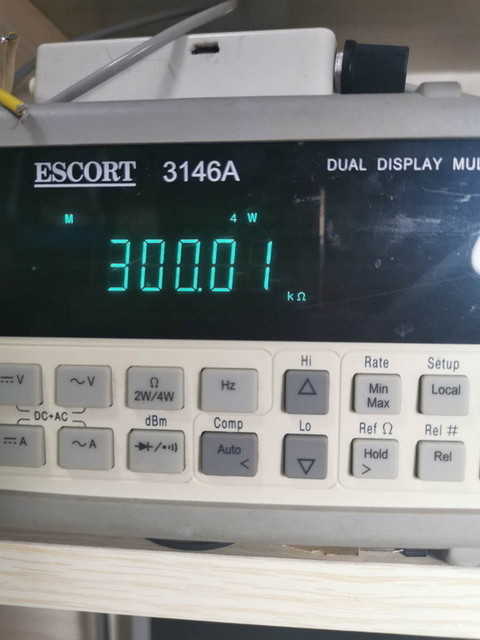 ESCORT 3146A DUAL DISPLAY MUL
M 4 W
300.01
kΩ
Hi Rate Setup
⎓V ∼V Ω 2W/4W Hz △ Min Max Local
DC+AC dBm Comp Lo Ref Ω Rel #
⎓A ∼A Auto < ▽ Hold > Rel